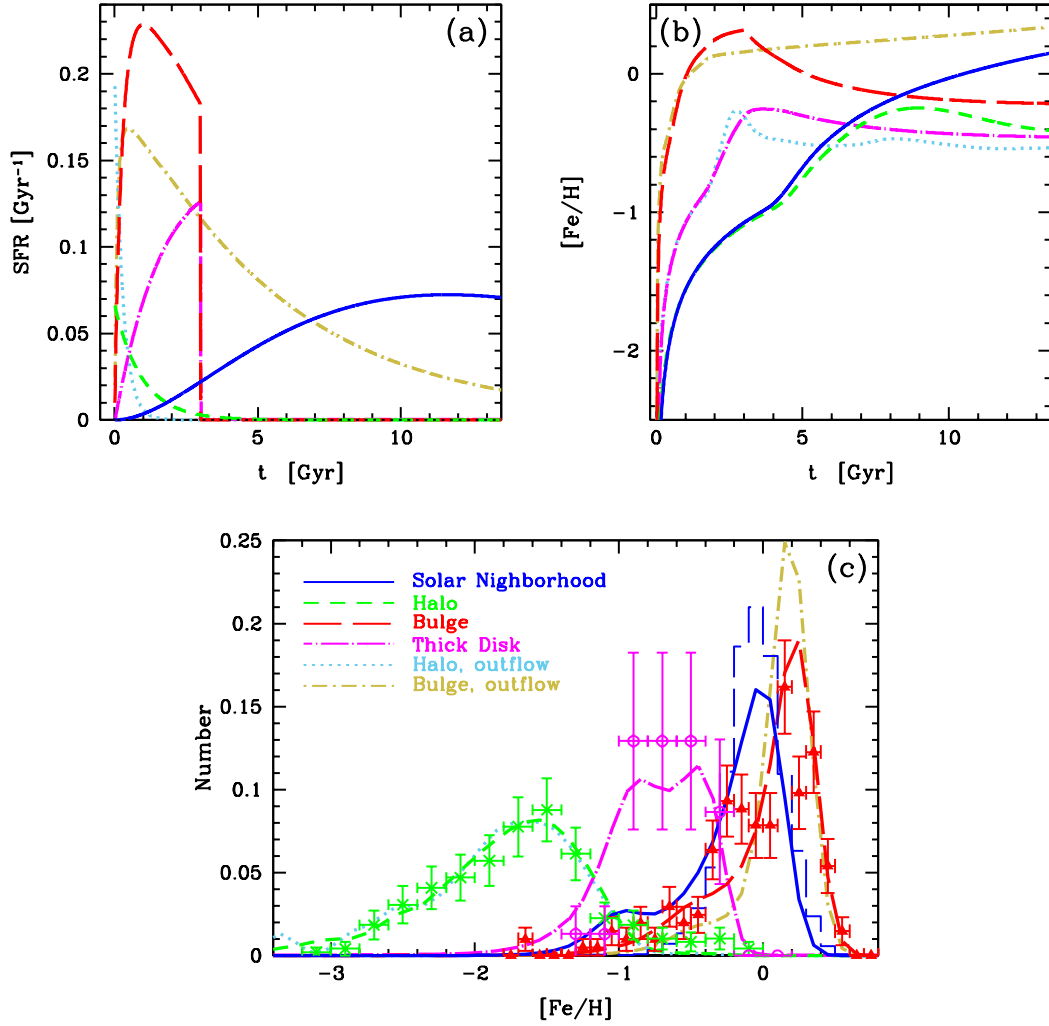 (a)
0.2
0.15
0.1
0.05
0
SFR [Gyr⁻¹]
0
5
10
t [Gyr]
(b)
0
−1
−2
[Fe/H]
0
5
10
t [Gyr]
(c)
0.25
0.2
0.15
0.1
0.05
0
Number
Solar Nighborhood
Halo
Bulge
Thick Disk
Halo, outflow
Bulge, outflow
−3
−2
−1
0
[Fe/H]